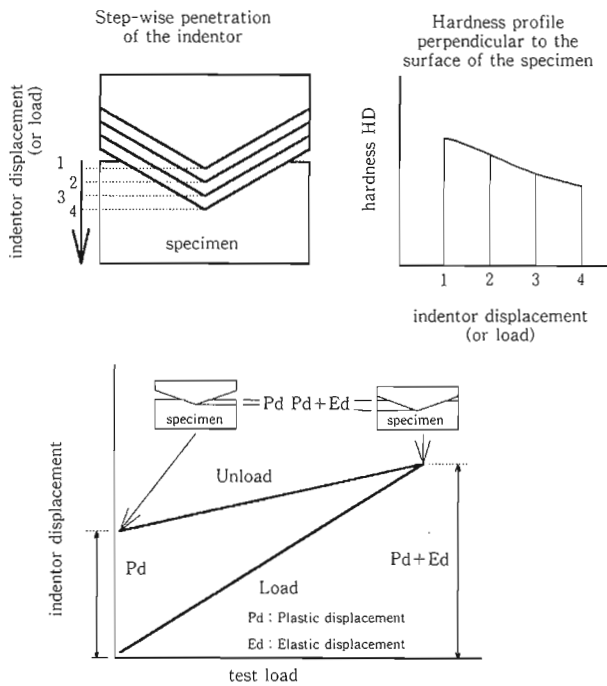 Step-wise penetration
of the indentor
indentor displacement
(or load)
1
2
3
4
specimen
Hardness profile
perpendicular to the
surface of the specimen
hardness HD
1 2 3 4
indentor displacement
(or load)
specimen
Pd Pd+Ed
specimen
indentor displacement
Unload
Pd
Pd+Ed
Load
Pd : Plastic displacement
Ed : Elastic displacement
test load